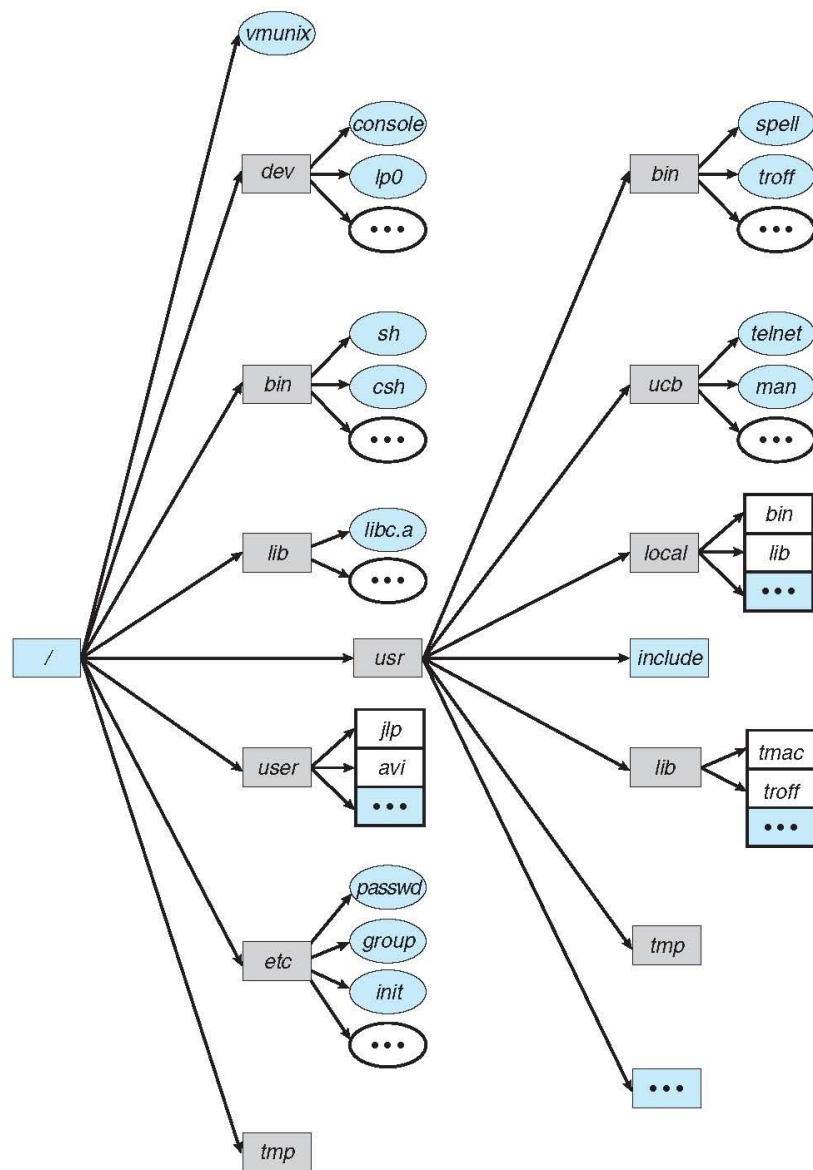 vmunix
console
dev
lp0
•••
sh
bin
csh
•••
libc.a
lib
•••
/
usr
jlp
user
avi
•••
passwd
group
etc
init
•••
tmp
spell
bin
troff
•••
telnet
ucb
man
•••
bin
local
lib
•••
include
tmac
lib
troff
•••
tmp
•••